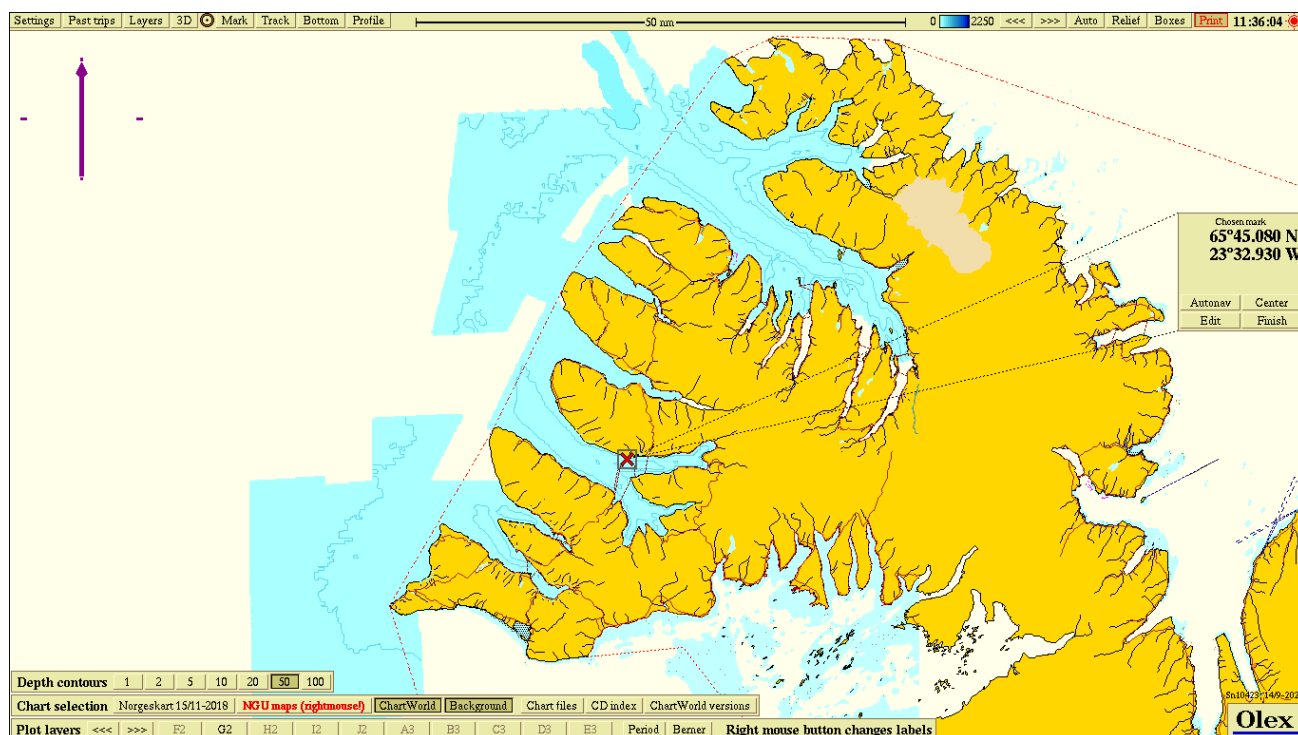 Settings Past trips Layers 3D Mark Track Bottom Profile 50 nm 0 2250 <<< >>> Auto Relief Boxes Print 11:36:04
Chosen mark
65°45.080 N
23°32.930 W
Autonav Center
Edit Finish
Depth contours 1 2 5 10 20 50 100
Sn10423, 14/9-202
Chart selection Norgeskart 15/11-2018 NGU maps (rightmouse!) ChartWorld Background Chart files CD index ChartWorld versions
Plot layers <<< >>> F2 G2 H2 I2 J2 A3 B3 C3 D3 E3 Period Berner Right mouse button changes labels
Olex